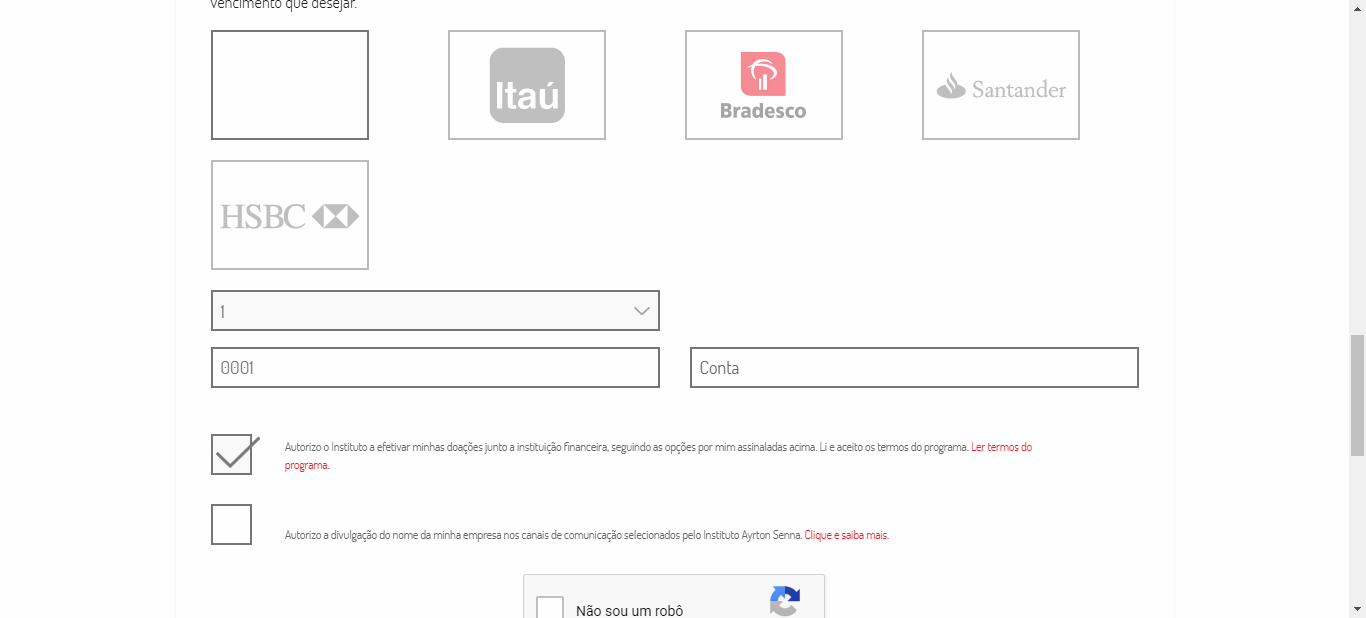 vencimento que desejar.
Itaú
Bradesco
Santander
HSBC
1
0001
Conta
Autorizo o Instituto a efetivar minhas doações junto a instituição financeira, seguindo as opções por mim assinaladas acima. Li e aceito os termos do programa. Ler termos do
programa.
Autorizo a divulgação do nome da minha empresa nos canais de comunicação selecionados pelo Instituto Ayrton Senna. Clique e saiba mais.
Não sou um robô